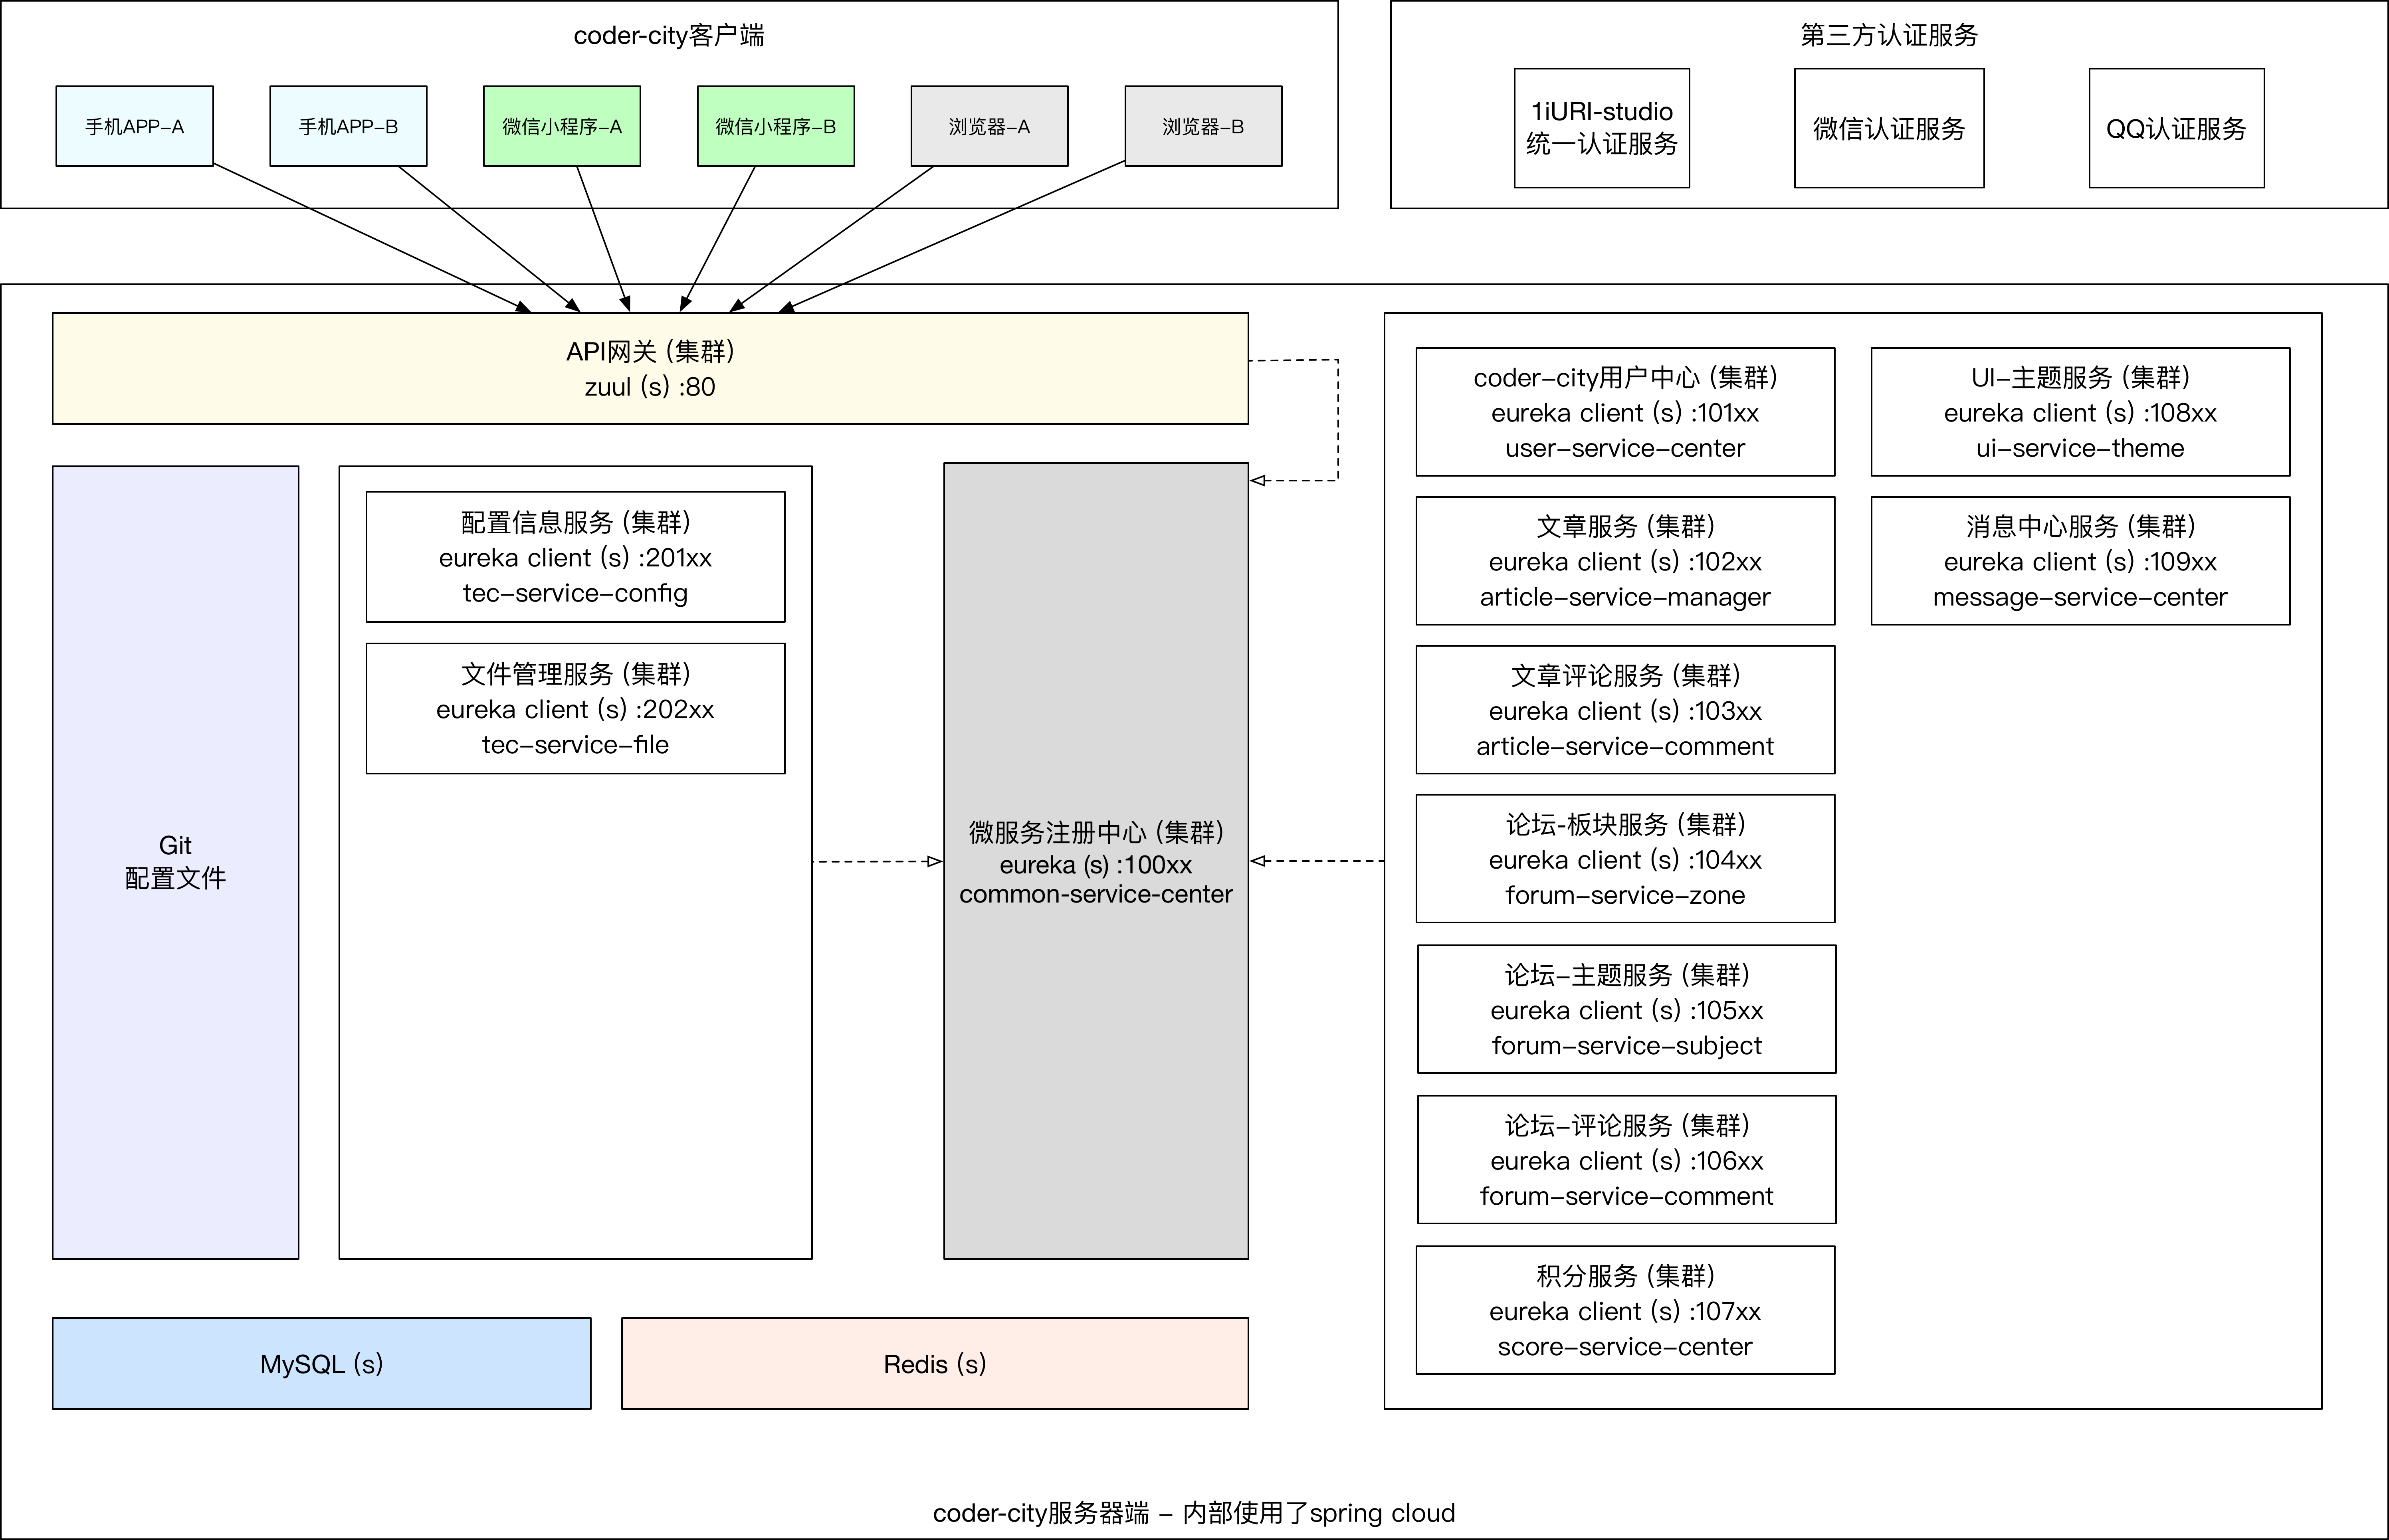 coder-city客户端
手机APP-A
手机APP-B
微信小程序-A
微信小程序-B
浏览器-A
浏览器-B
第三方认证服务
1iURI-studio
统一认证服务
微信认证服务
QQ认证服务
API网关 (集群)
zuul (s) :80
Git
配置文件
配置信息服务 (集群)
eureka client (s) :201xx
tec-service-config
文件管理服务 (集群)
eureka client (s) :202xx
tec-service-file
微服务注册中心 (集群)
eureka (s) :100xx
common-service-center
coder-city用户中心 (集群)
eureka client (s) :101xx
user-service-center
文章服务 (集群)
eureka client (s) :102xx
article-service-manager
文章评论服务 (集群)
eureka client (s) :103xx
article-service-comment
论坛-板块服务 (集群)
eureka client (s) :104xx
forum-service-zone
论坛-主题服务 (集群)
eureka client (s) :105xx
forum-service-subject
论坛-评论服务 (集群)
eureka client (s) :106xx
forum-service-comment
积分服务 (集群)
eureka client (s) :107xx
score-service-center
UI-主题服务 (集群)
eureka client (s) :108xx
ui-service-theme
消息中心服务 (集群)
eureka client (s) :109xx
message-service-center
MySQL (s)
Redis (s)
coder-city服务器端 - 内部使用了spring cloud